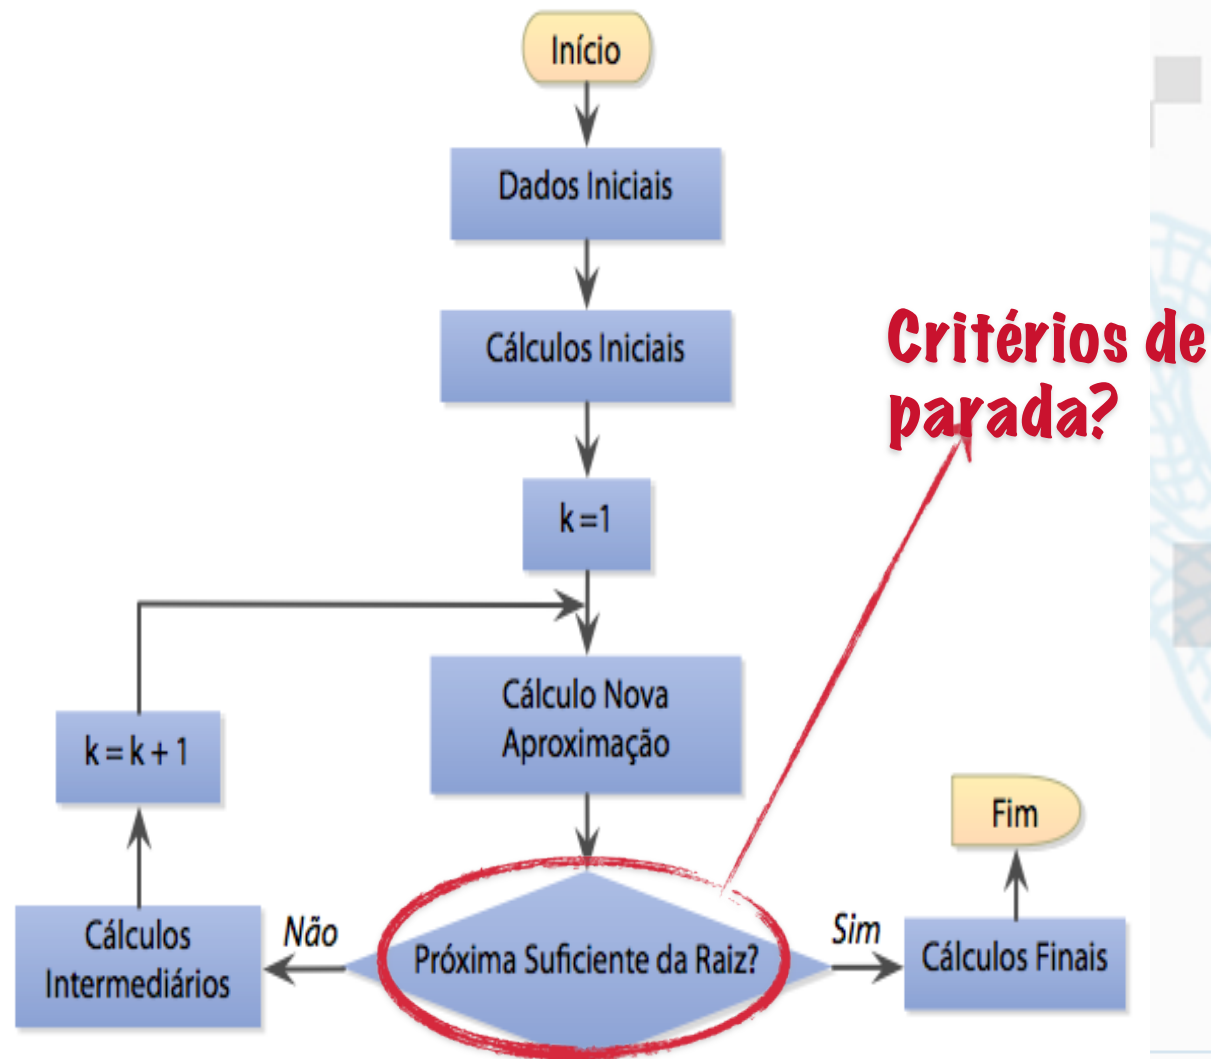 Início
Dados Iniciais
Cálculos Iniciais
Critérios de
parada?
k =1
Cálculo Nova
Aproximação
k = k + 1
Fim
Cálculos
Intermediários
Não
Próxima Suficiente da Raiz?
Sim
Cálculos Finais